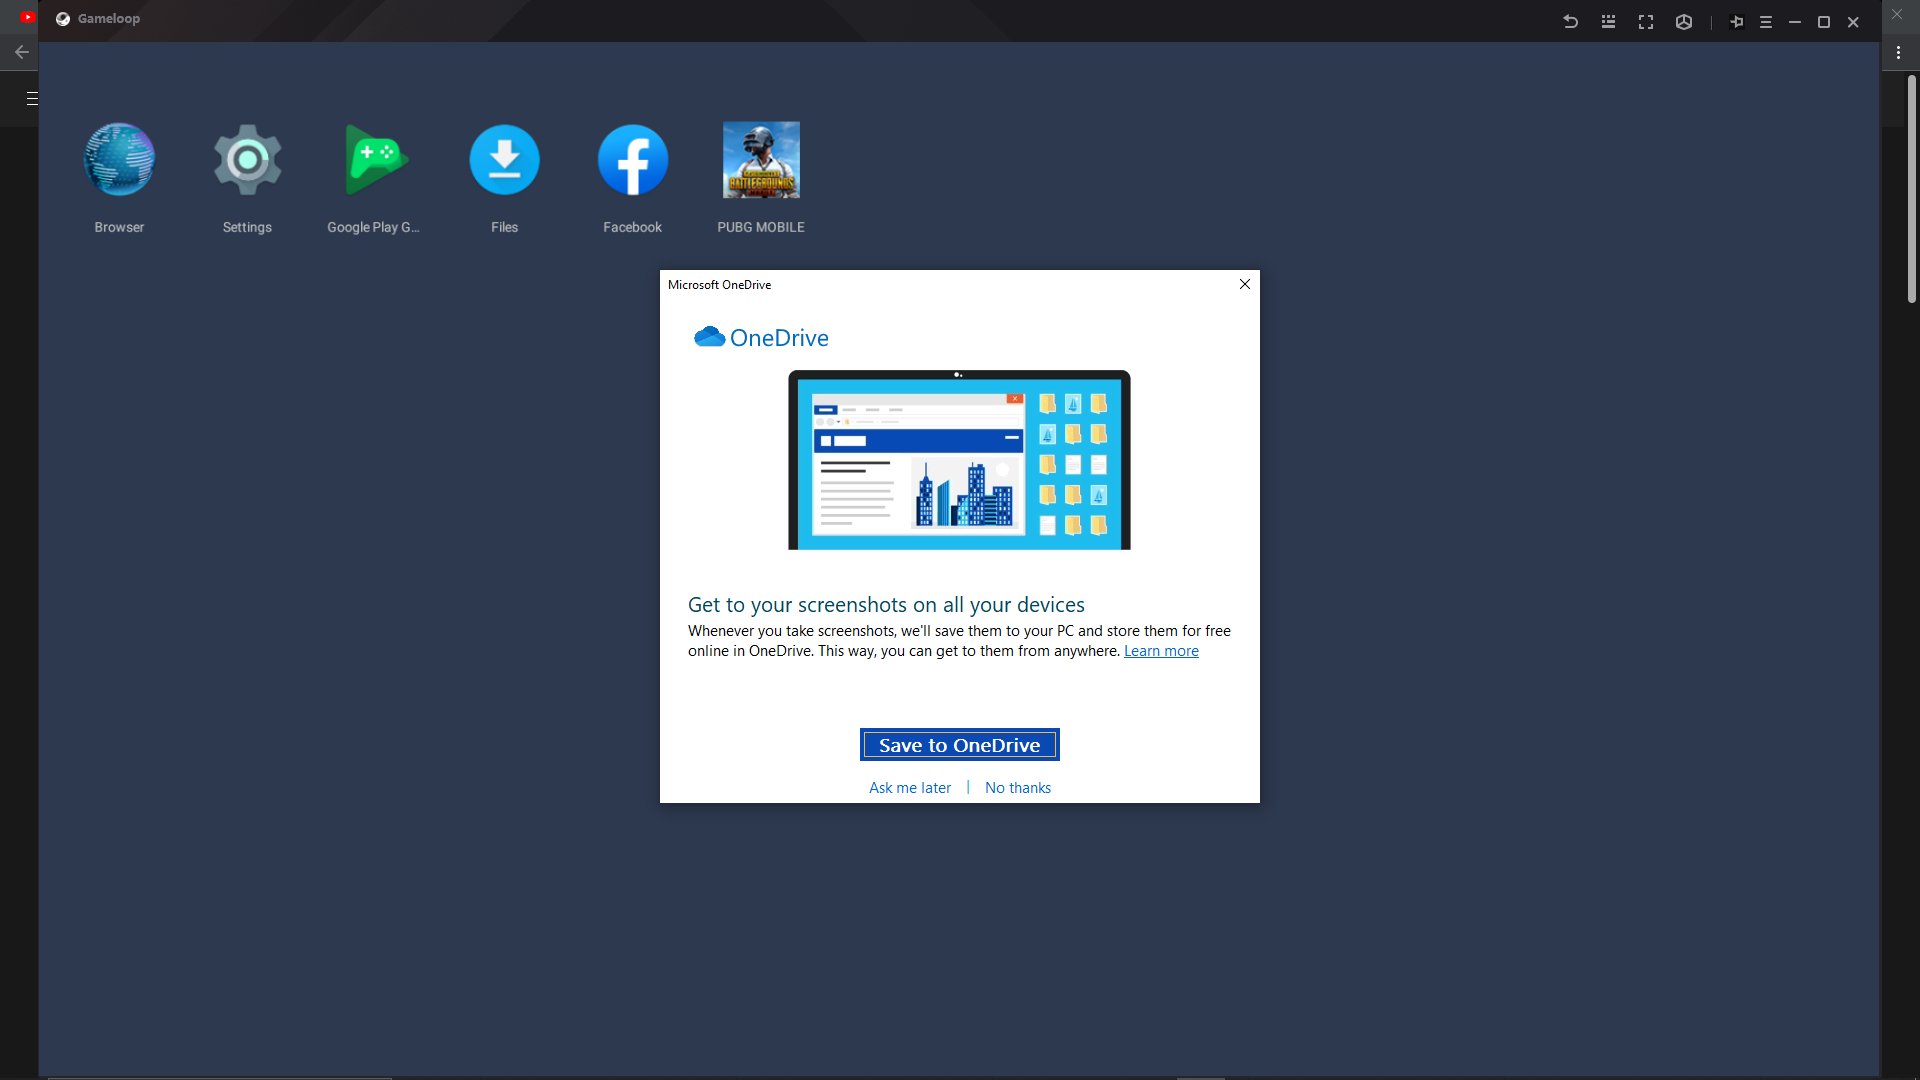 Gameloop
Browser
Settings
Google Play G...
Files
Facebook
PUBG MOBILE
BATTLEGROUNDS
Microsoft OneDrive
OneDrive
Get to your screenshots on all your devices
Whenever you take screenshots, we'll save them to your PC and store them for free
online in OneDrive. This way, you can get to them from anywhere. Learn more
Save to OneDrive
Ask me later | No thanks